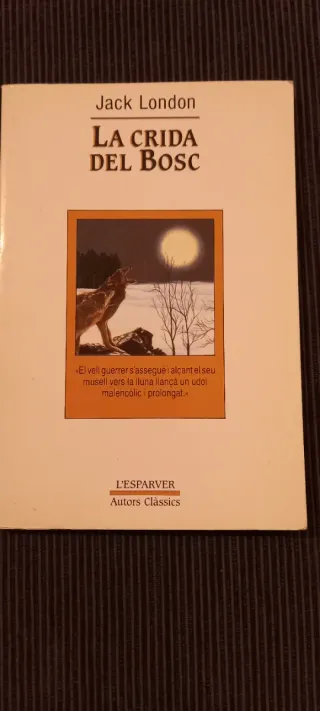 Jack London
LA CRIDA
DEL BOSC
«El vell guerrer s'assegué i alçant el seu
musell vers la lluna llançà un udol
malencòlic i prolongat.»
L'ESPARVER
Autors Clàssics